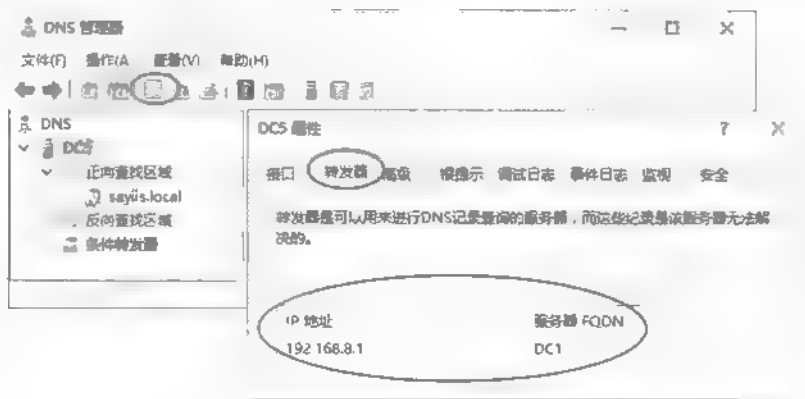 DNS 管理器
文件(F) 操作(A 查看(V) 帮助(H)
DNS
DC5
正向查找区域
sayiis.local
反向查找区域
条件转发器
DC5 属性 ?
接口 转发器 高级 根提示 调试日志 事件日志 监视 安全
转发器是可以用来进行DNS记录查询的服务器，而这些纪录是该服务器无法解
决的。
IP 地址 服务器 FQDN
192 168.8.1 DC1